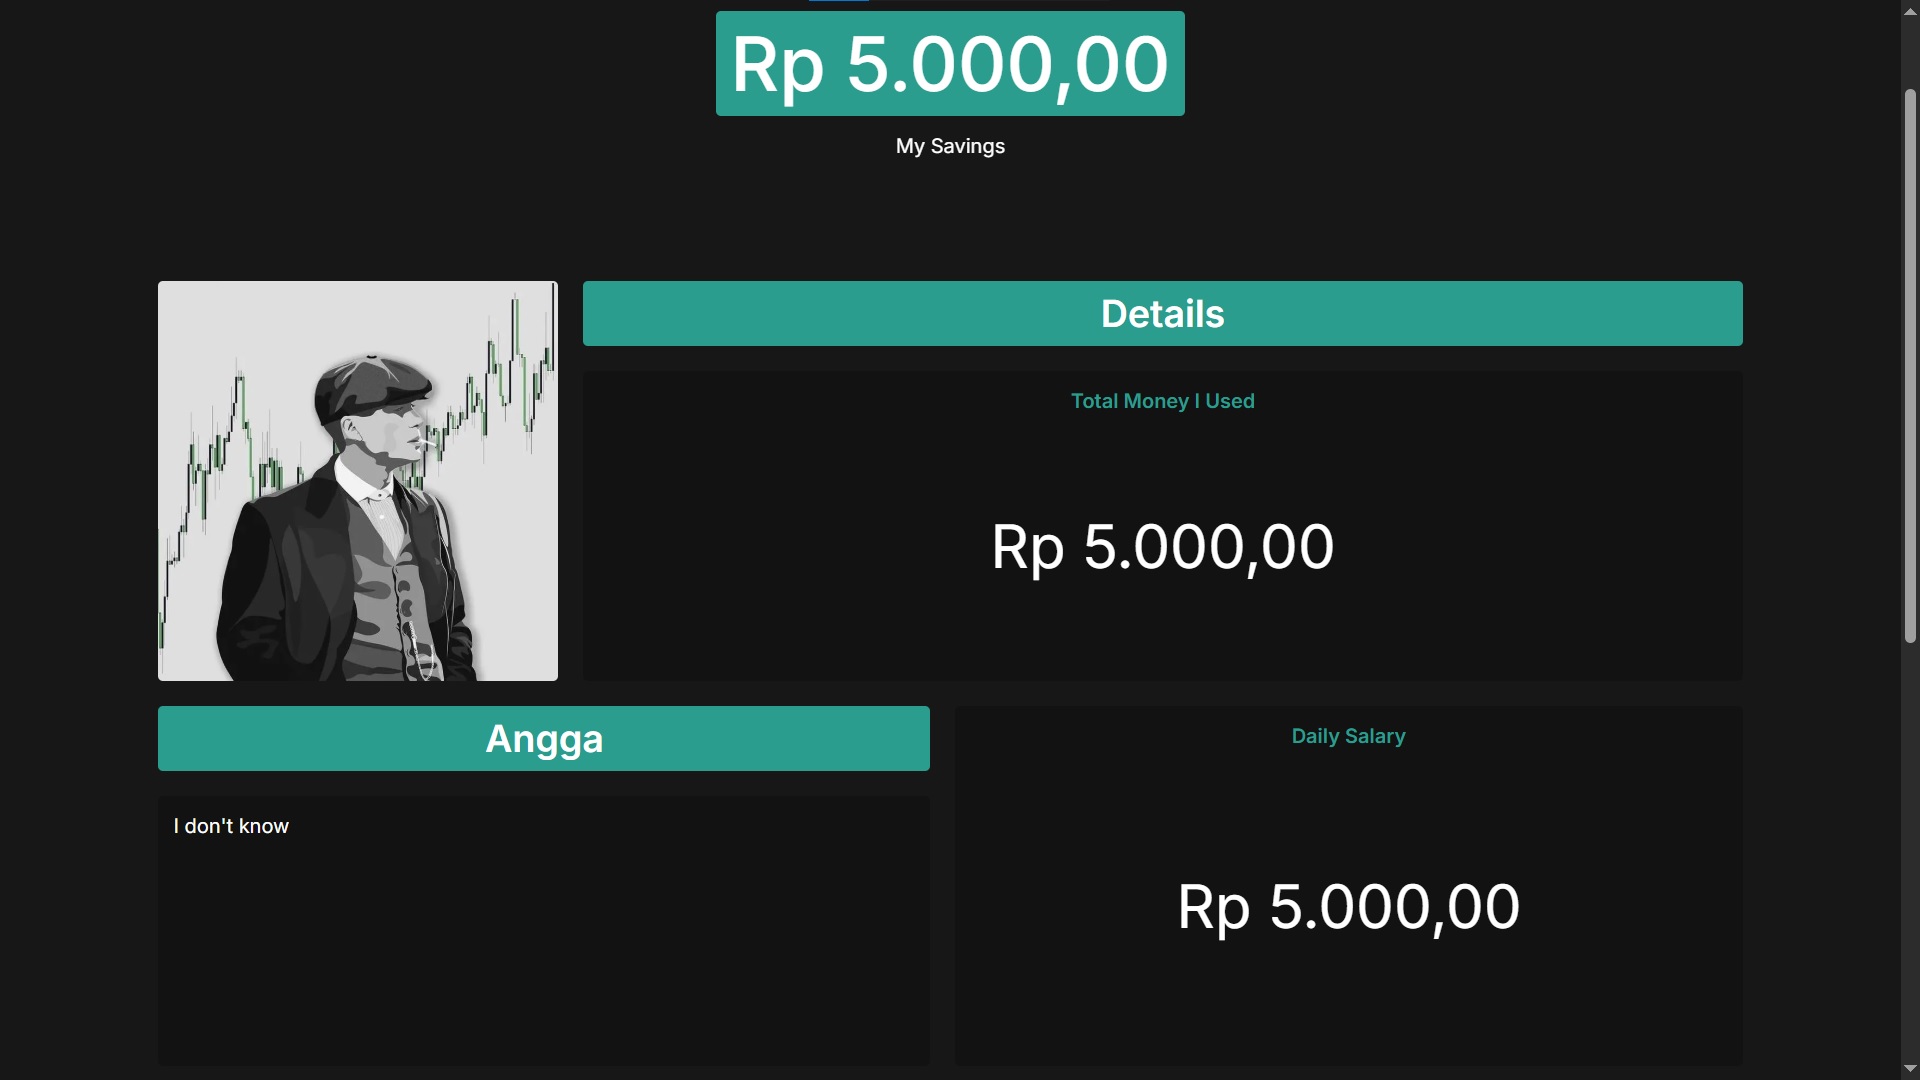 Rp 5.000,00
My Savings
Details
Total Money I Used
Rp 5.000,00
Angga
I don't know
Daily Salary
Rp 5.000,00